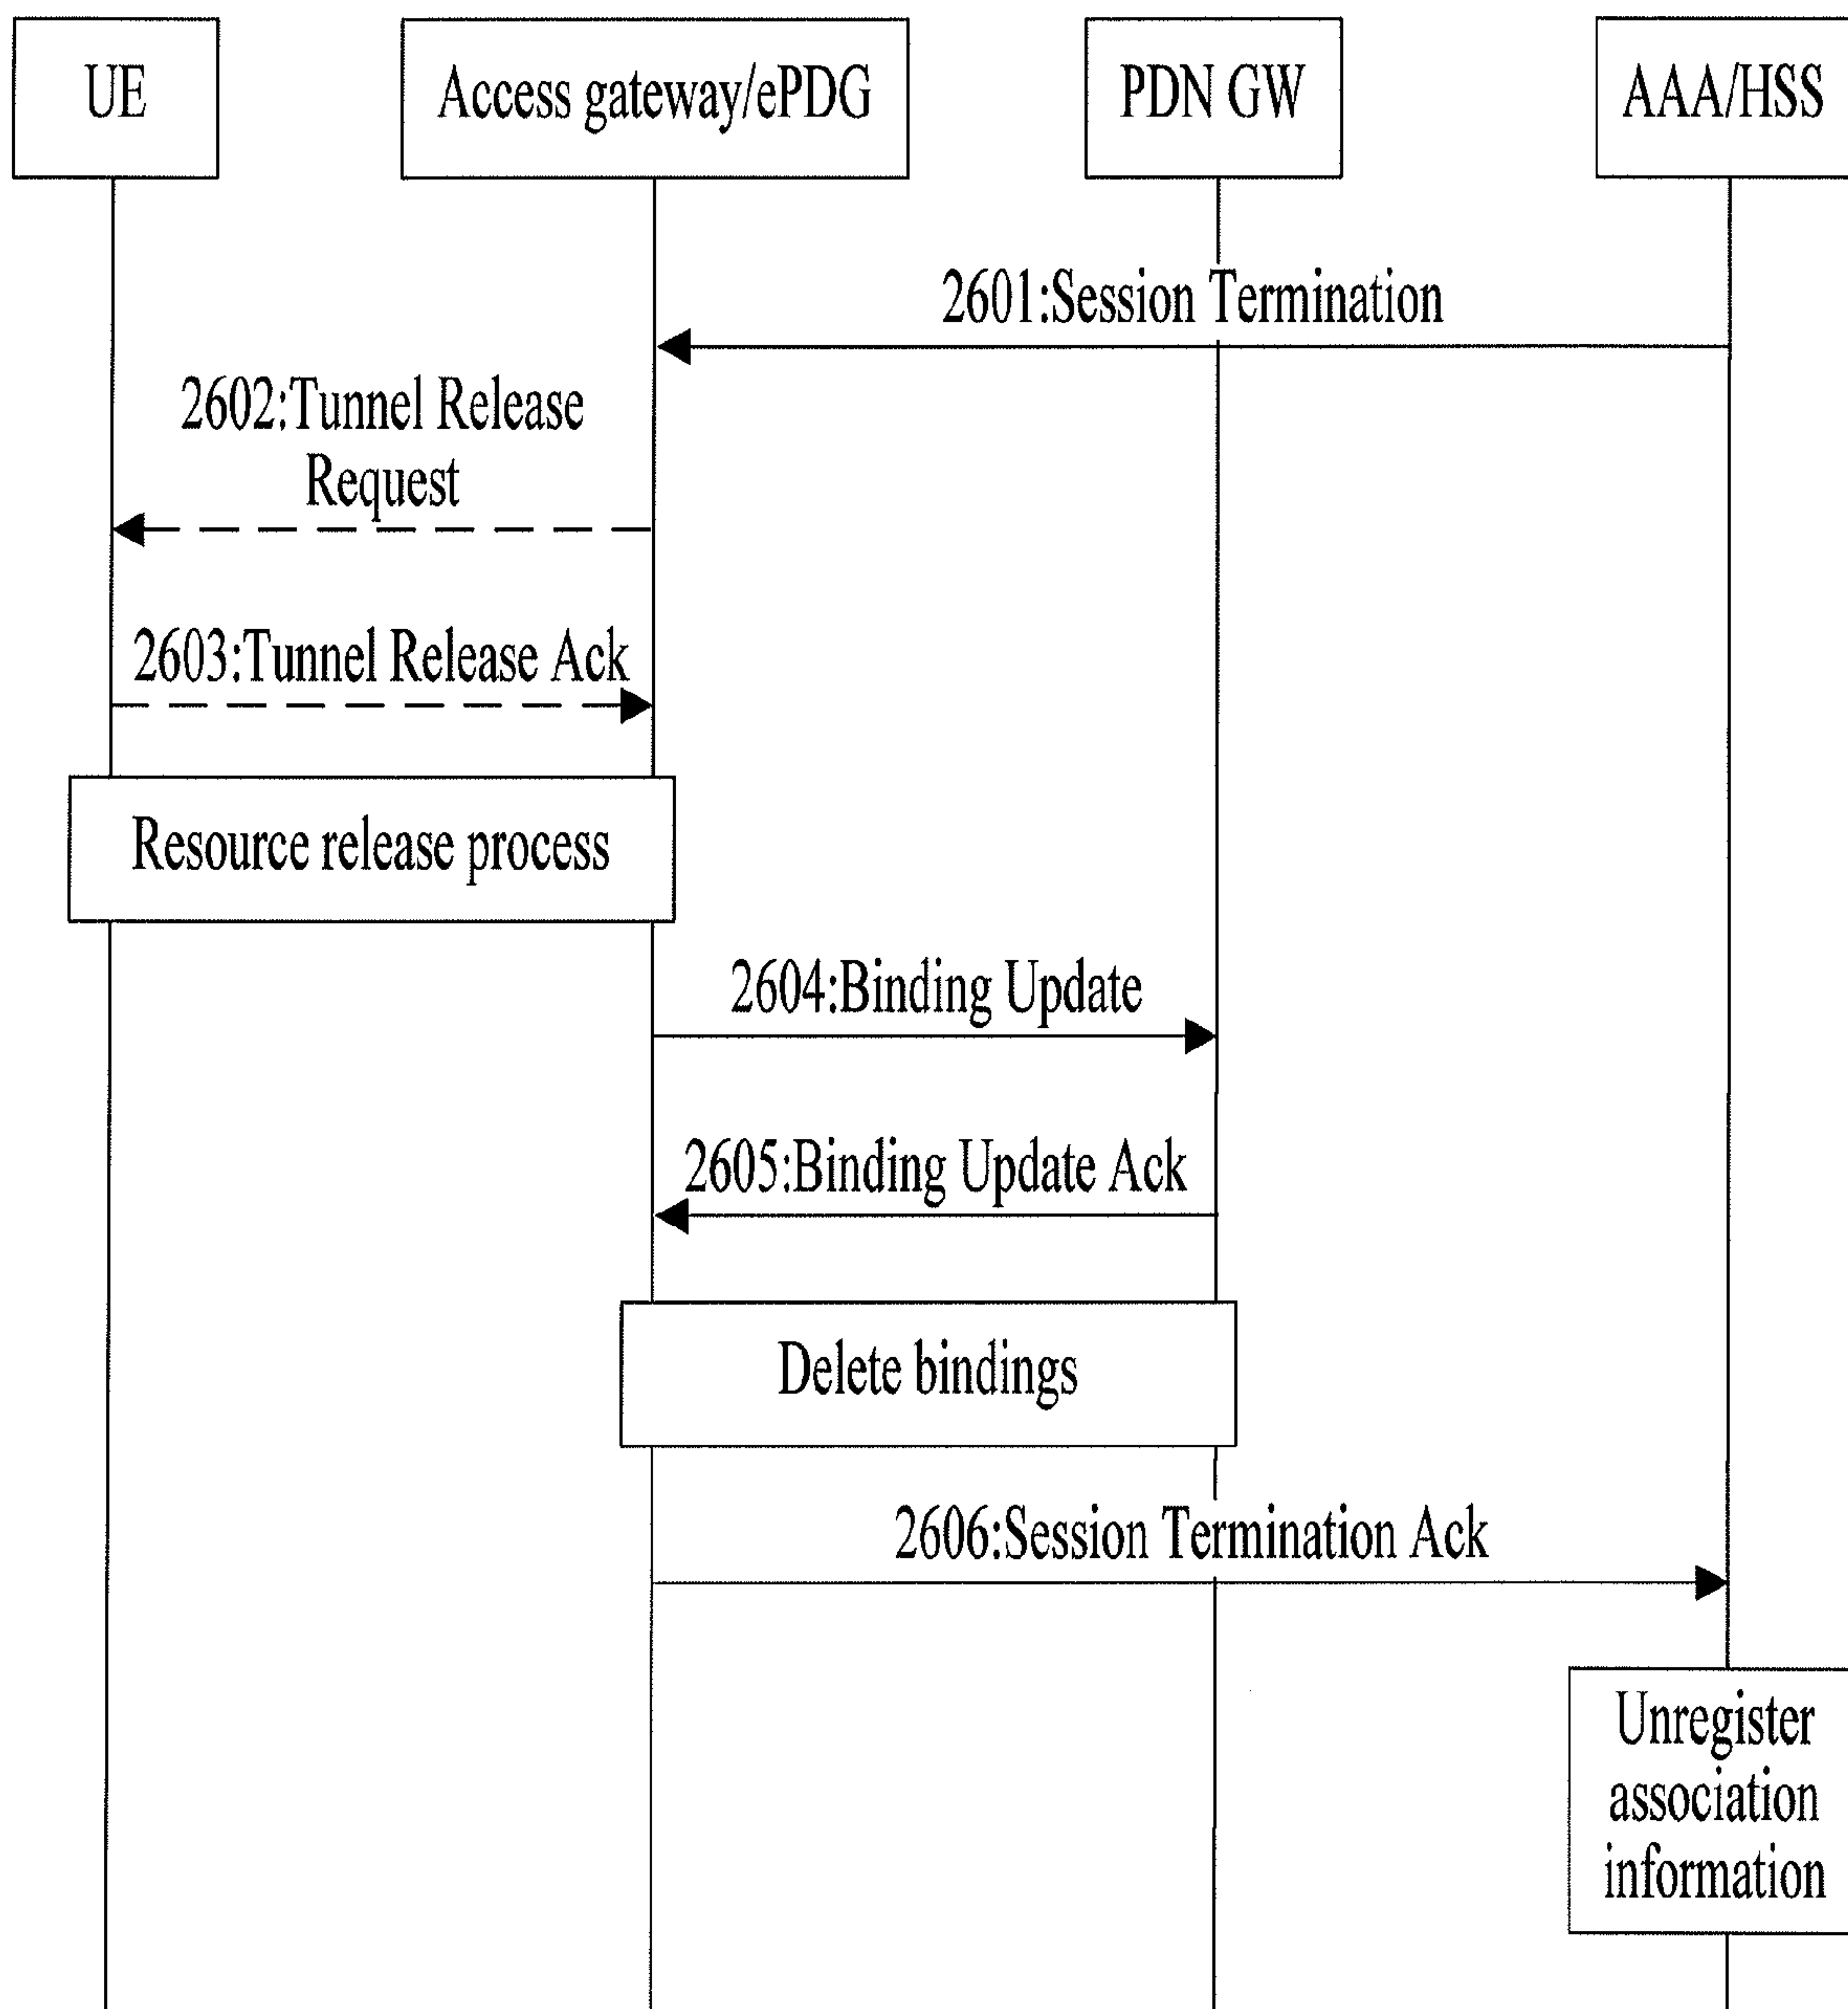 UE
Access gateway/ePDG
PDN GW
AAA/HSS
2601:Session Termination
2602:Tunnel Release
Request
2603:Tunnel Release Ack
Resource release process
2604:Binding Update
2605:Binding Update Ack
Delete bindings
2606:Session Termination Ack
Unregister
association
information